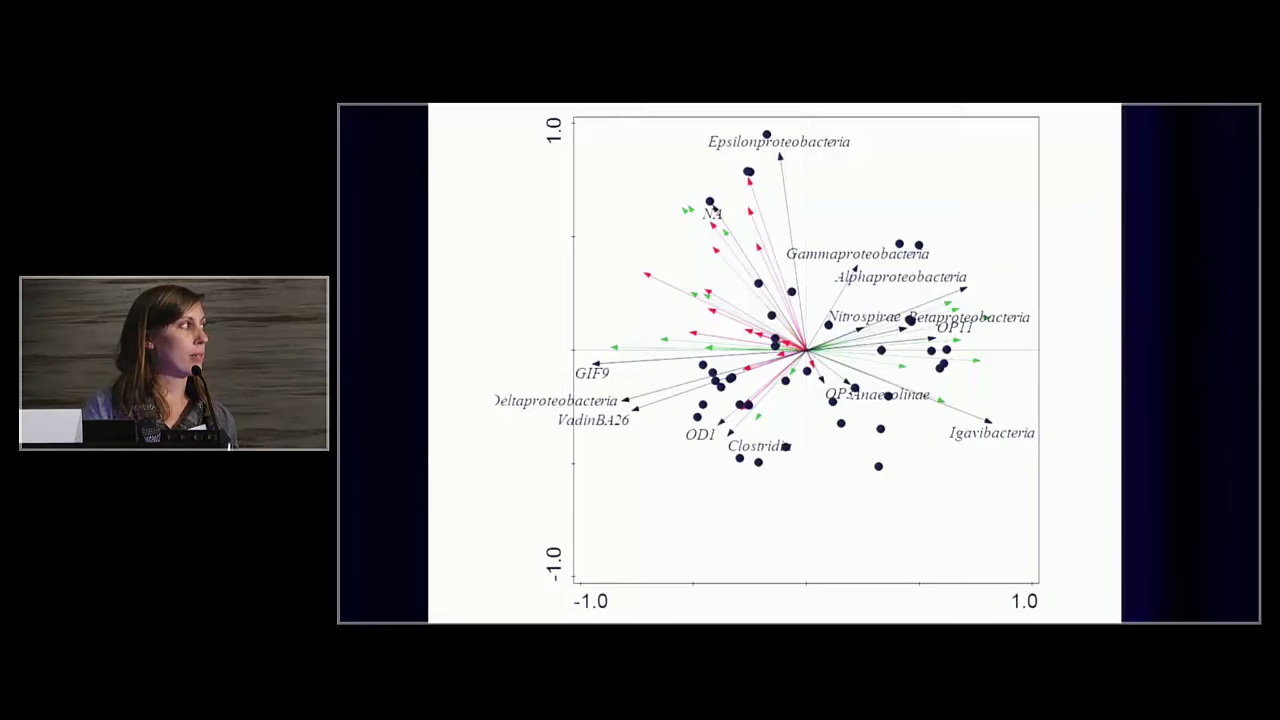 1.0
Epsilonproteobacteria
NA
Gammaproteobacteria
Alphaproteobacteria
Nitrospirae Betaproteobacteria
OP11
GIF9
Deltaproteobacteria
OP3 Anaerolinae
VadinBA26
OD1
Igavibacteria
Clostridia
-1.0
-1.0 1.0